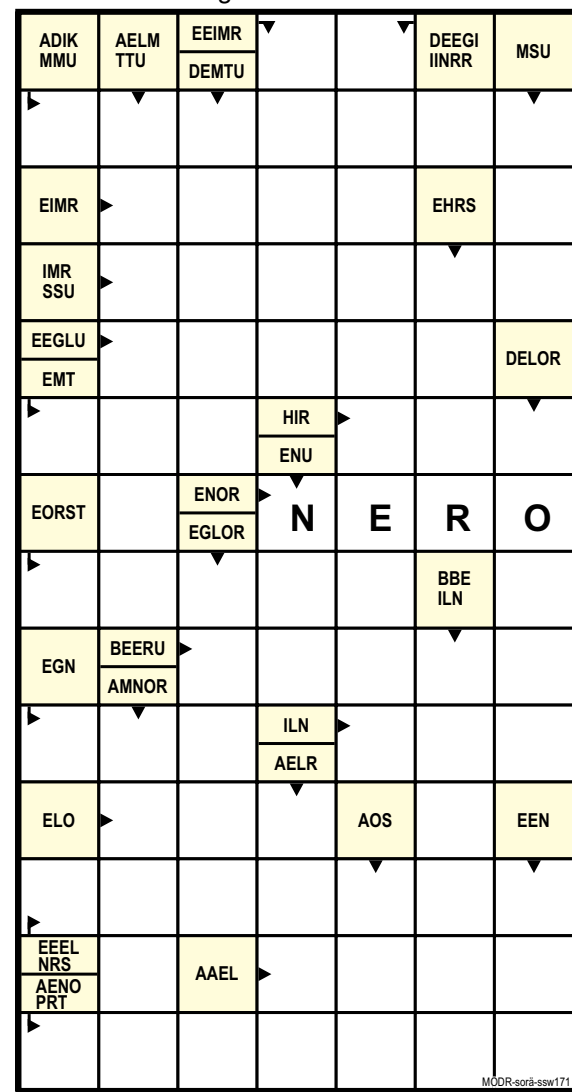 ADIK
MMU
AELM
TTU
EEIMR
DEMTU
DEEGI
IINRR
MSU
EIMR
EHRS
IMR
SSU
EEGLU
EMT
DELOR
HIR
ENU
EORST
ENOR
EGLOR
N E R O
BBE
ILN
EGN
BEERU
AMNOR
ILN
AELR
ELO
AOS
EEN
EEEL
NRS
AENO
PRT
AAEL
MÖDR-sorä-ssw171